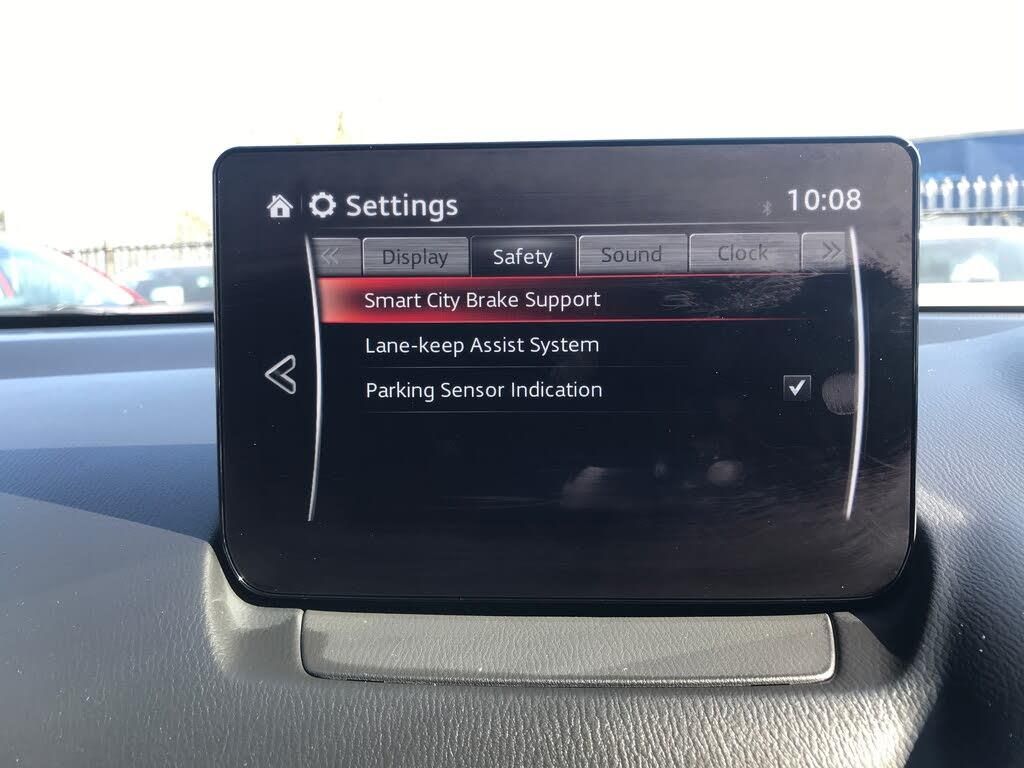 Settings 10:08
Display Safety Sound Clock
Smart City Brake Support
Lane-keep Assist System
Parking Sensor Indication